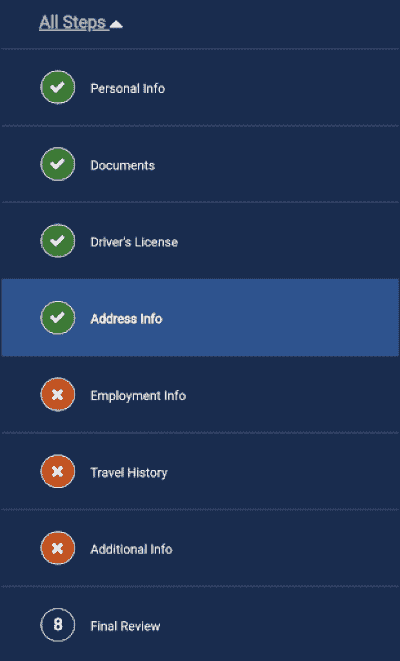 All Steps
Personal Info
Documents
Driver's License
Address Info
Employment Info
Travel History
Additional Info
8 Final Review